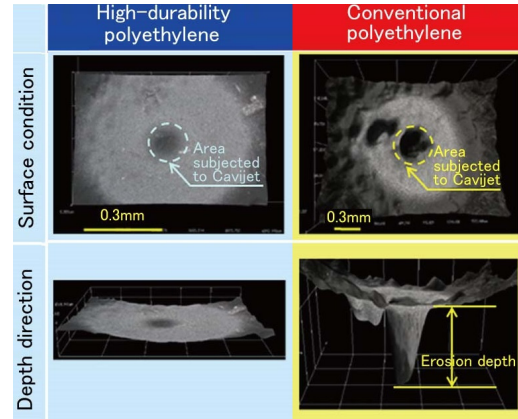 High-durability
polyethylene
Conventional
polyethylene
Surface condition
Area
subjected
to Cavijet
0.3mm
Area
subjected
to Cavijet
0.3mm
Depth direction
Erosion depth